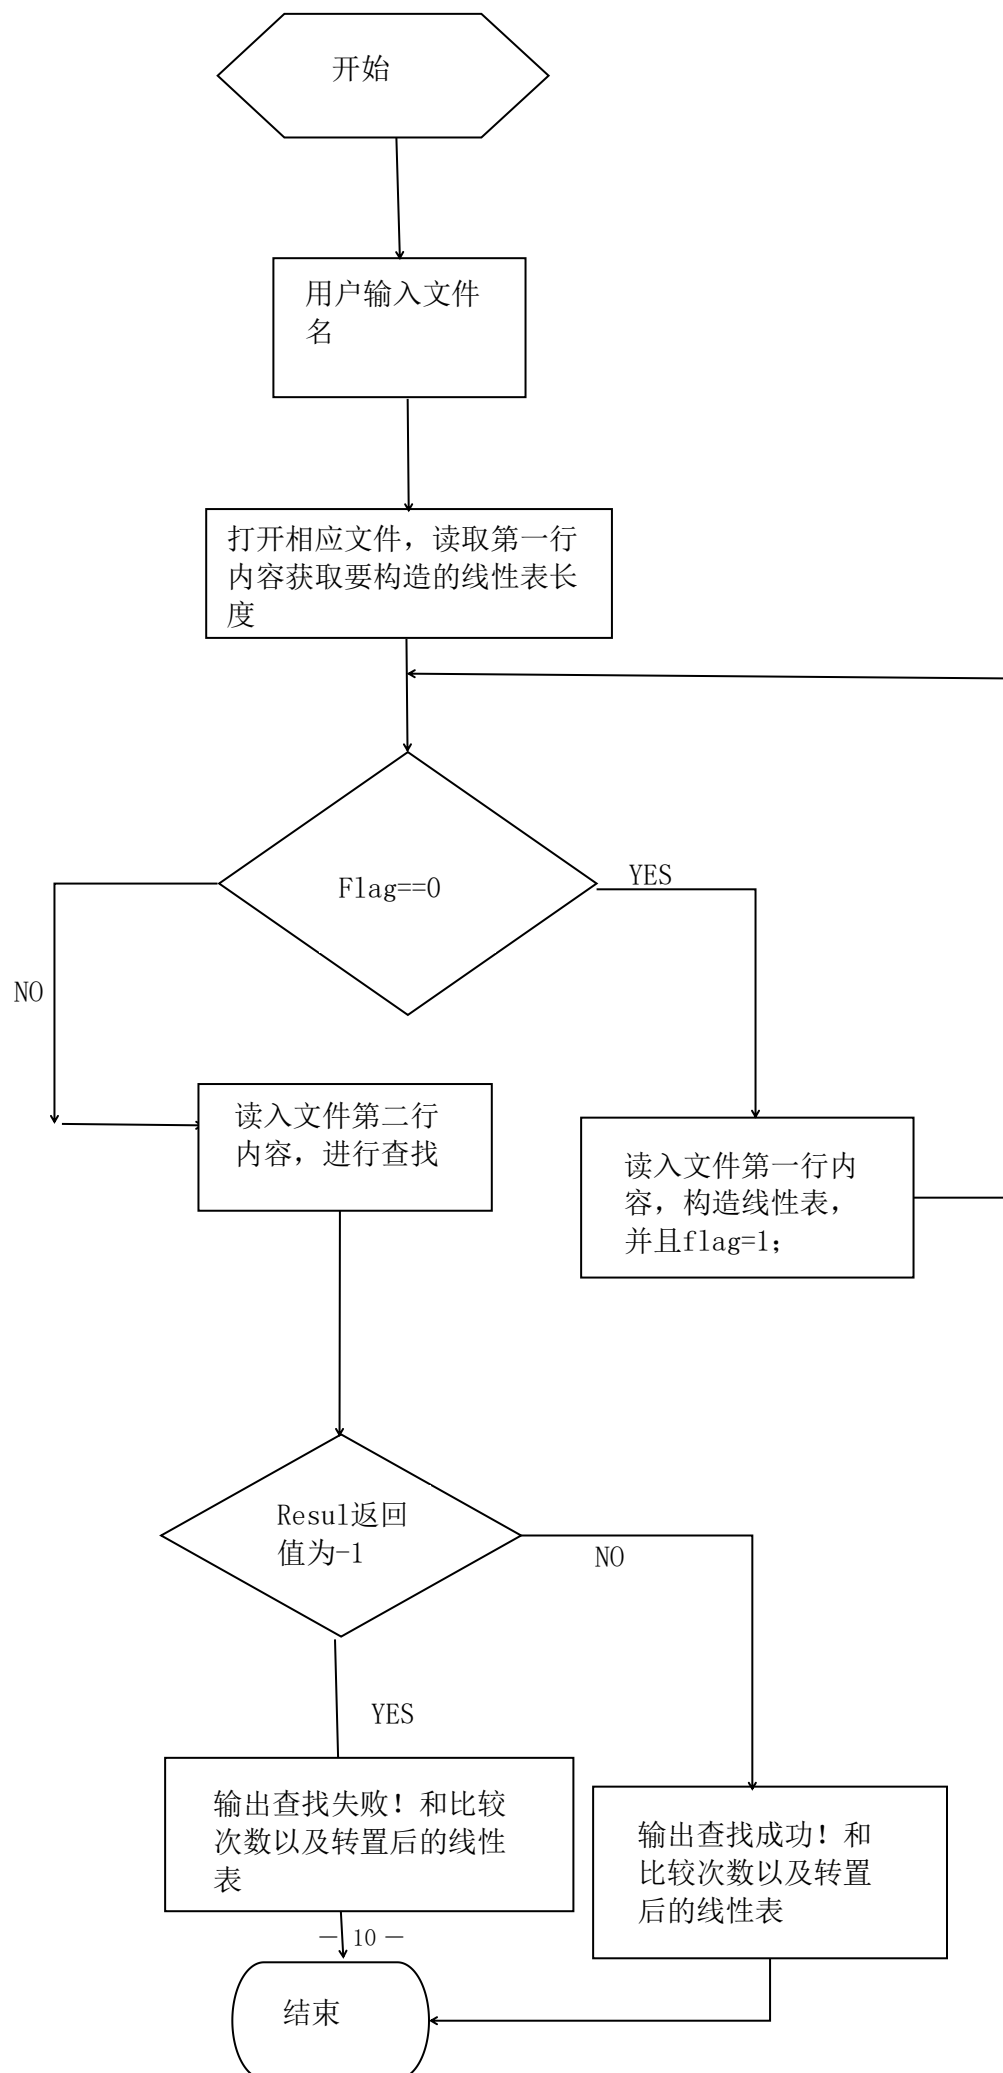 开始
用户输入文件
名
打开相应文件，读取第一行
内容获取要构造的线性表长
度
Flag==0
YES
NO
读入文件第二行
内容，进行查找
读入文件第一行内
容，构造线性表，
并且flag=1；
Resul返回
值为-1
NO
YES
输出查找失败！和比较
次数以及转置后的线性
表
输出查找成功！和
比较次数以及转置
后的线性表
— 10 —
结束